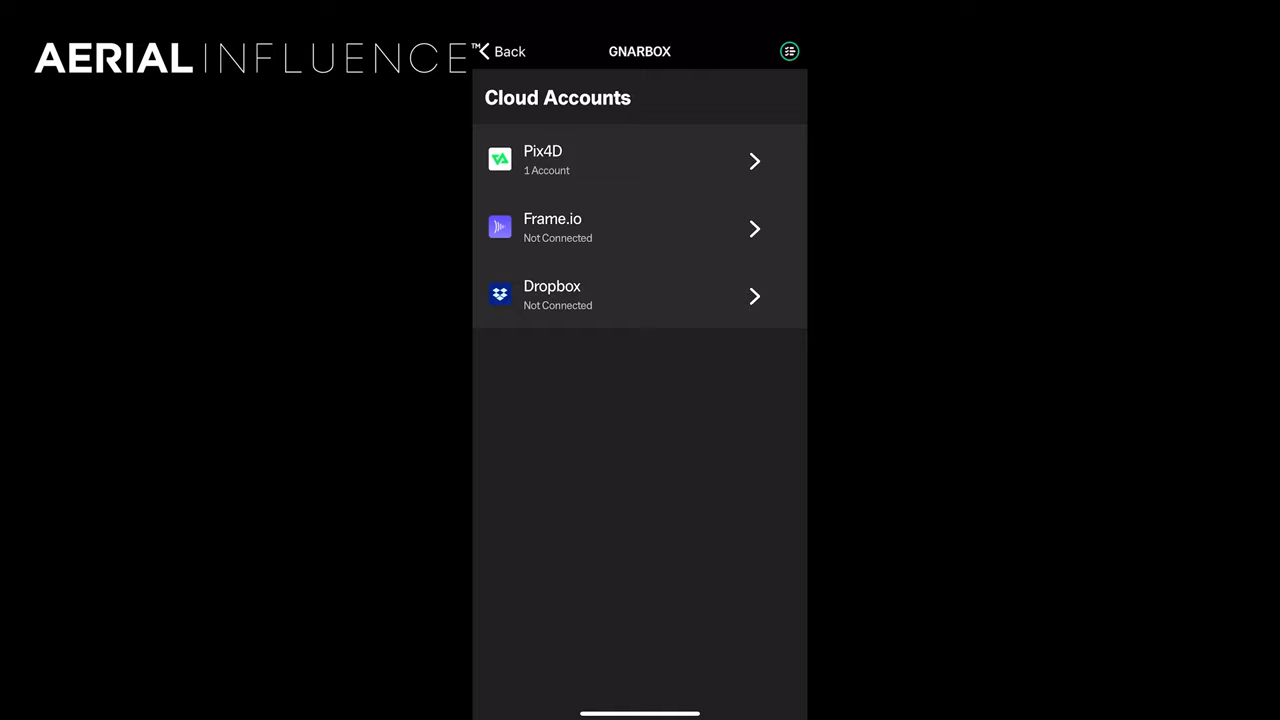 AERIAL INFLUENCE™
Back
GNARBOX
Cloud Accounts
Pix4D
1 Account
Frame.io
Not Connected
Dropbox
Not Connected